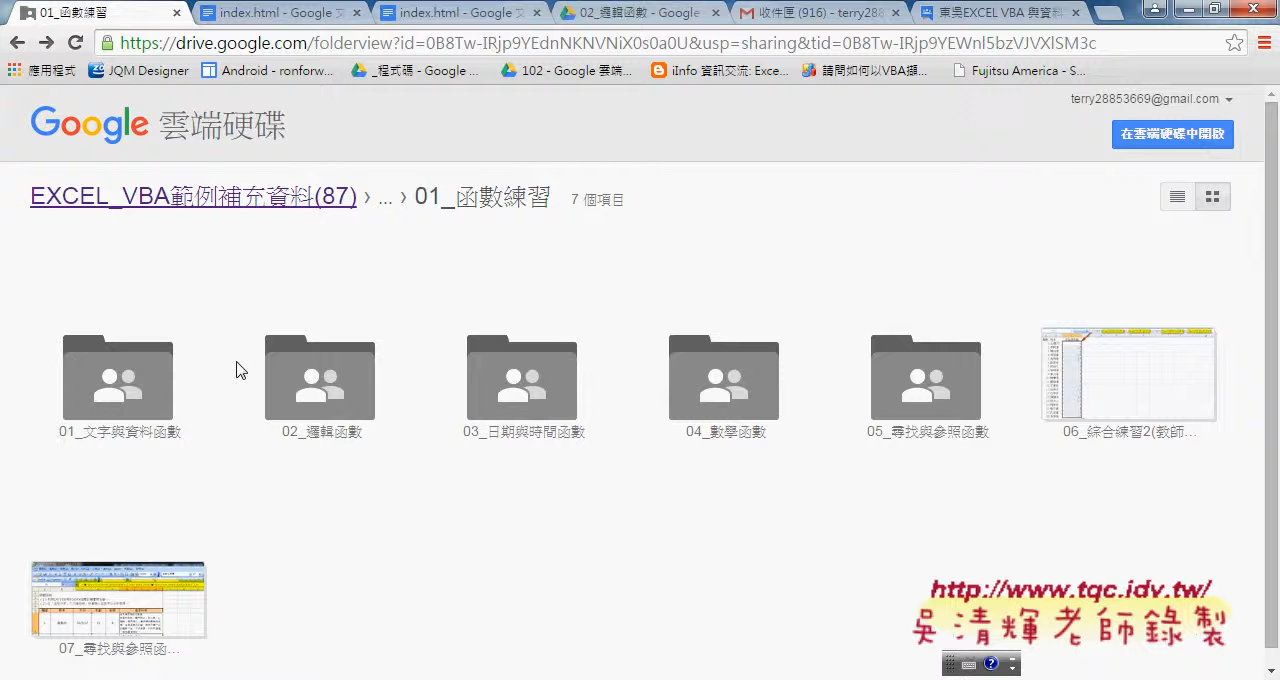 01_函數練習
index.html - Google 文
index.html - Google 文
02_邏輯函數 - Google
收件匣 (916) - terry288
東吳EXCEL VBA 與資料
https://drive.google.com/folderview?id=0B8Tw-IRjp9YEdnNKNVNiX0s0a0U&usp=sharing&tid=0B8Tw-IRjp9YEWnl5bzVJVXlSM3c
應用程式
JQM Designer
Android - ronforw...
_程式碼 - Google ...
102 - Google 雲端...
iInfo 資訊交流: Exce...
請問如何以VBA擷...
Fujitsu America - S...
terry28853669@gmail.com
Google 雲端硬碟
在雲端硬碟中開啟
EXCEL_VBA範例補充資料(87) › ... › 01_函數練習 7 個項目
01_文字與資料函數
02_邏輯函數
03_日期與時間函數
04_數學函數
05_尋找與參照函數
06_綜合練習2(教師...
07_尋找與參照函...
http://www.tqc.idv.tw/
吳清輝老師錄製